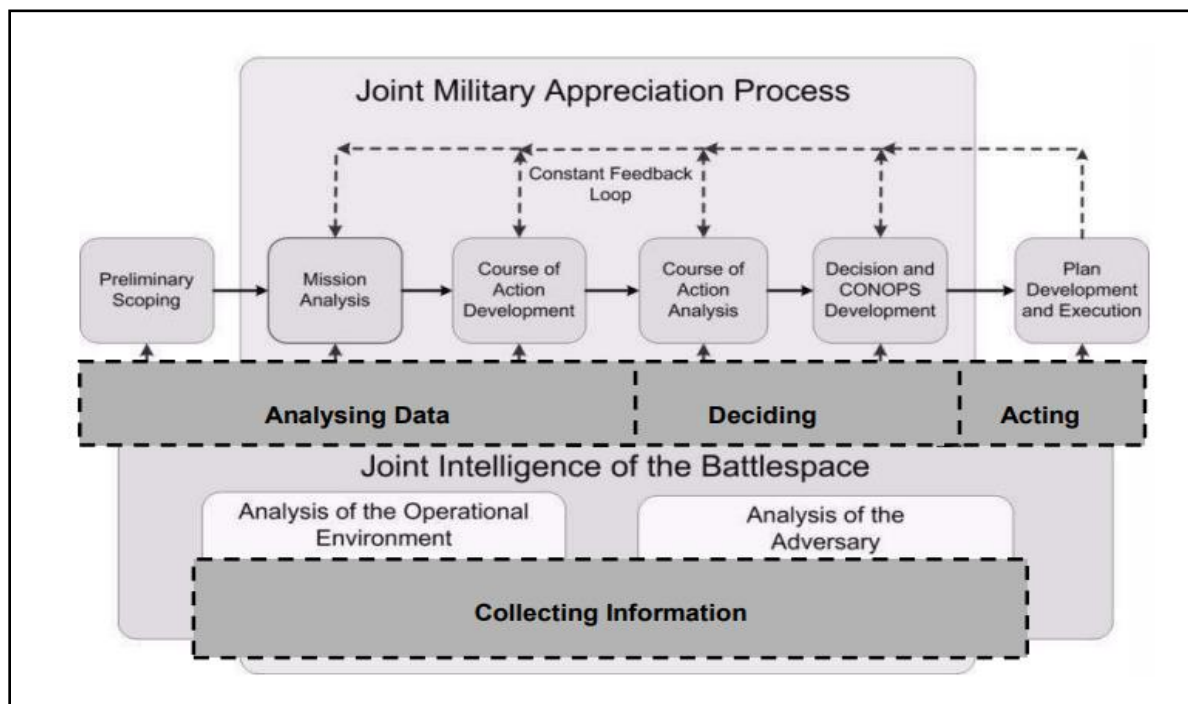 Joint Military Appreciation Process
Constant Feedback
Loop
Preliminary
Scoping
Mission
Analysis
Course of
Action
Development
Course of
Action
Analysis
Decision and
CONOPS
Development
Plan
Development
and Execution
Analysing Data
Deciding
Acting
Joint Intelligence of the Battlespace
Analysis of the Operational
Environment
Analysis of the
Adversary
Collecting Information